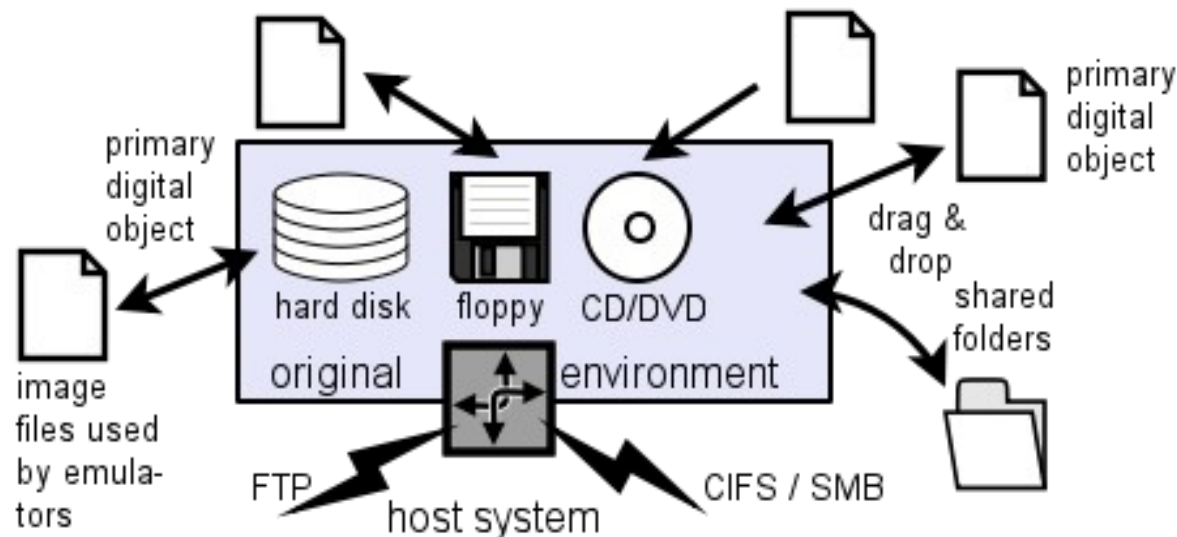 primary
digital
object
primary
digital
object
drag &
drop
shared
folders
hard disk
floppy
CD/DVD
original
environment
image
files used
by emula-
tors
FTP
CIFS / SMB
host system